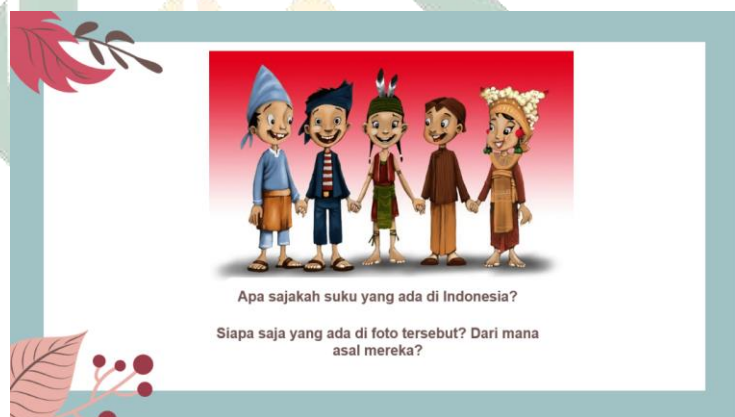 Apa sajakah suku yang ada di Indonesia?
Siapa saja yang ada di foto tersebut? Dari mana
asal mereka?